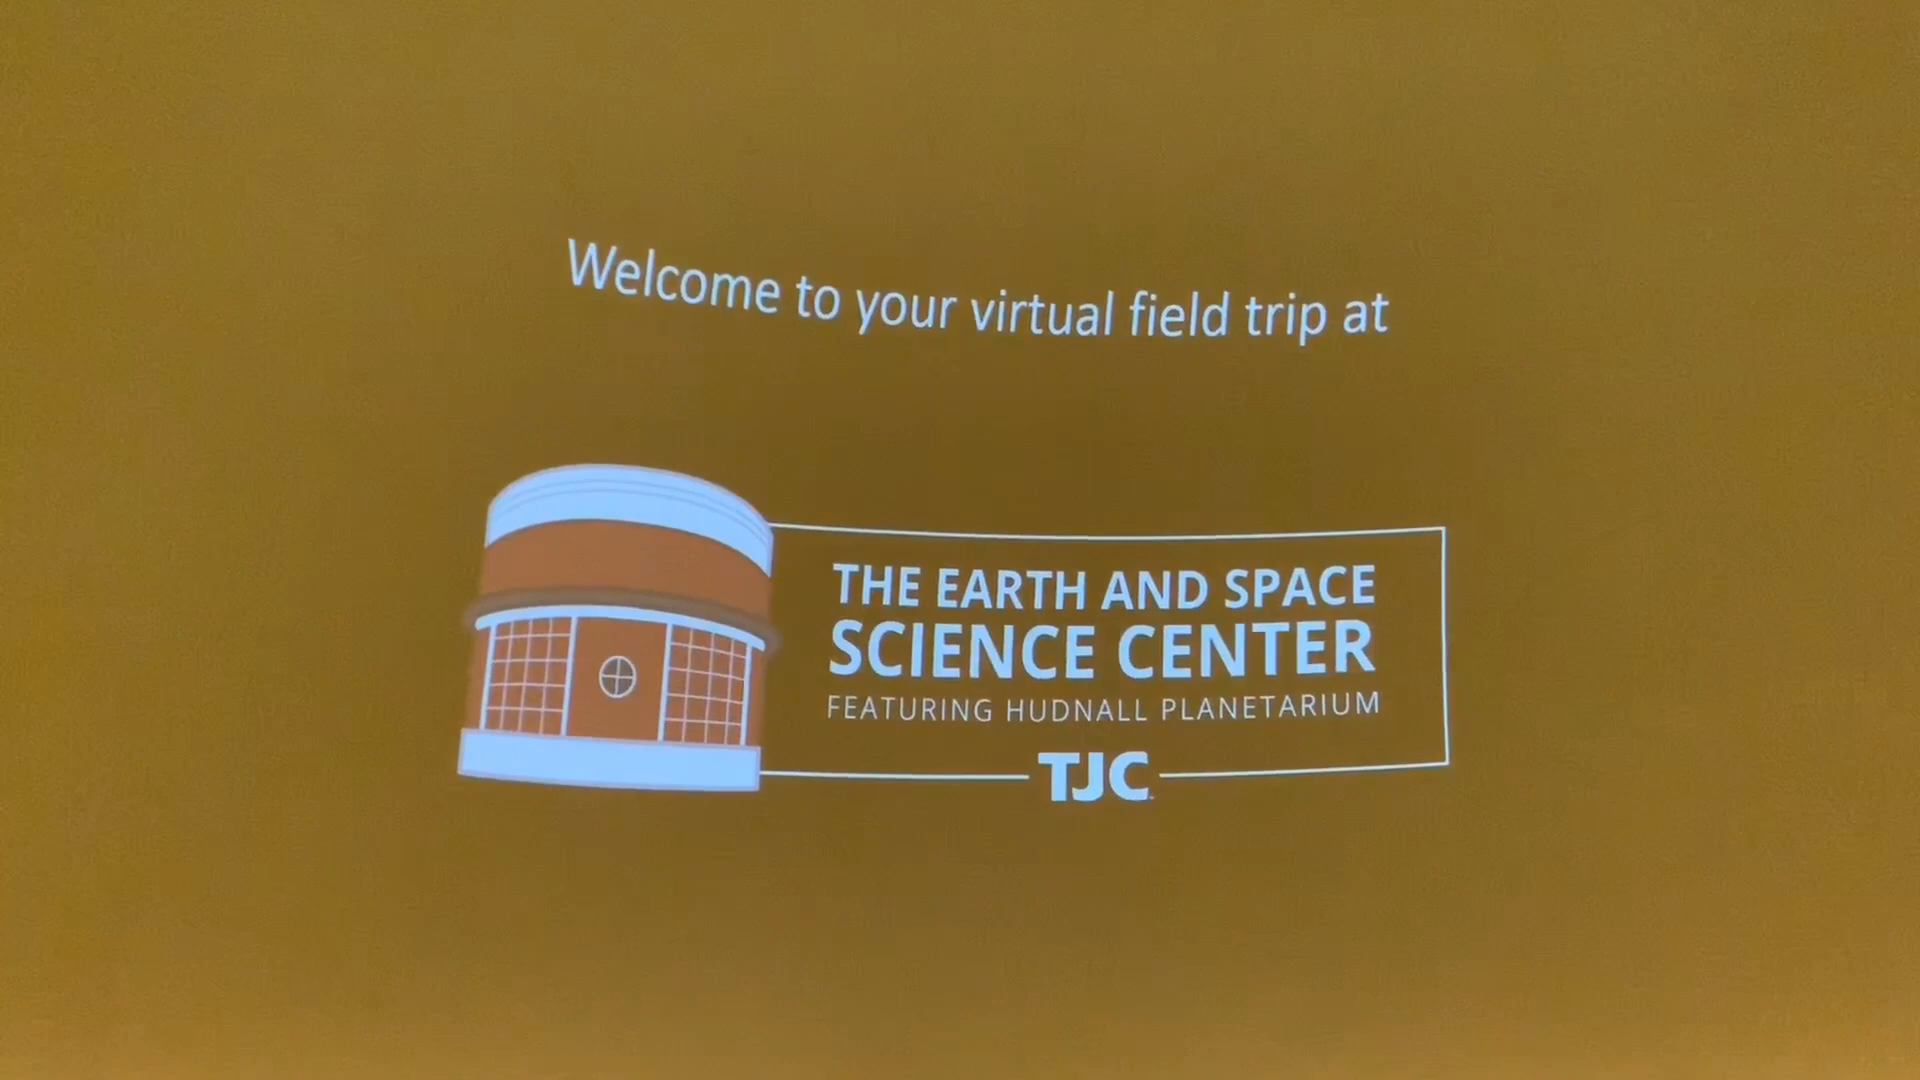 Welcome to your virtual field trip at
THE EARTH AND SPACE
SCIENCE CENTER
FEATURING HUDNALL PLANETARIUM
TJC